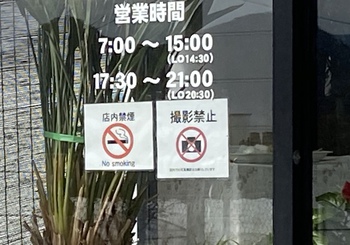 営業時間
7:00 〜 15:00
(LO14:30)
17:30 〜 21:00
(LO20:30)
店内禁煙
No smoking
撮影禁止